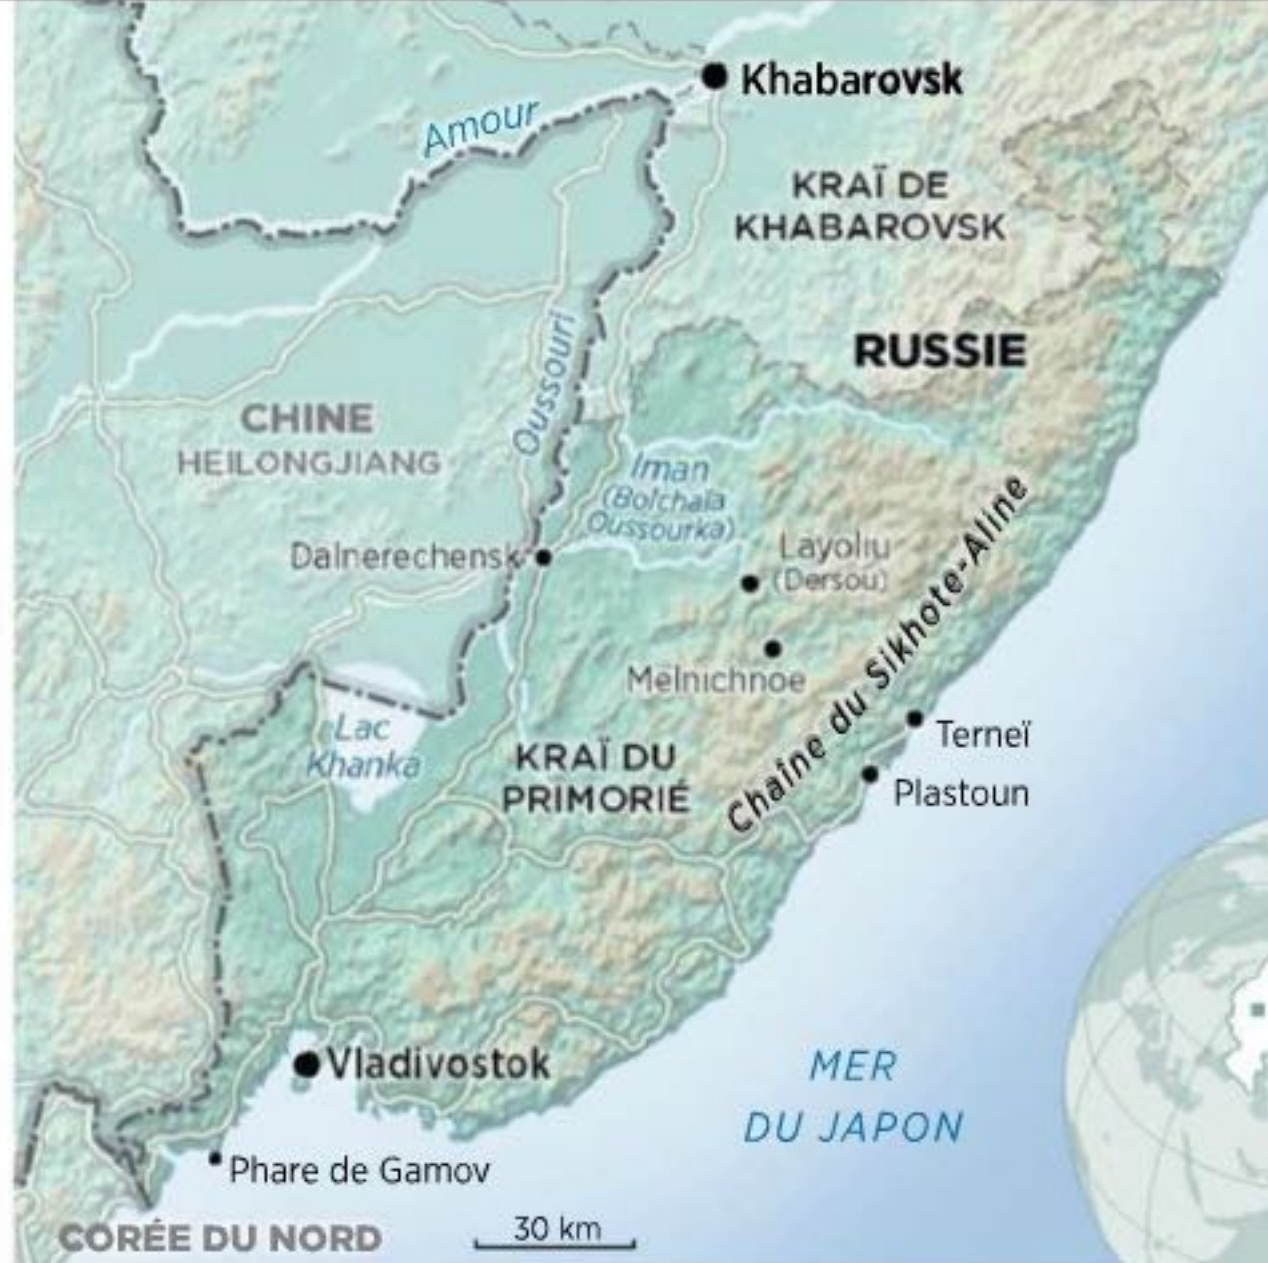 Khabarovsk
Amour
KRAÏ DE
KHABAROVSK
RUSSIE
Oussouri
CHINE
HEILONGJIANG
Iman
(Bolchaïa
Oussourka)
Dalnerechensk
Layoliu
(Dersou)
Chaîne du Sikhote-Aline
Melnichnoe
Lac
Khanka
KRAÏ DU
PRIMORIÉ
Terneï
Plastoun
Vladivostok
MER
DU JAPON
Phare de Gamov
CORÉE DU NORD
30 km